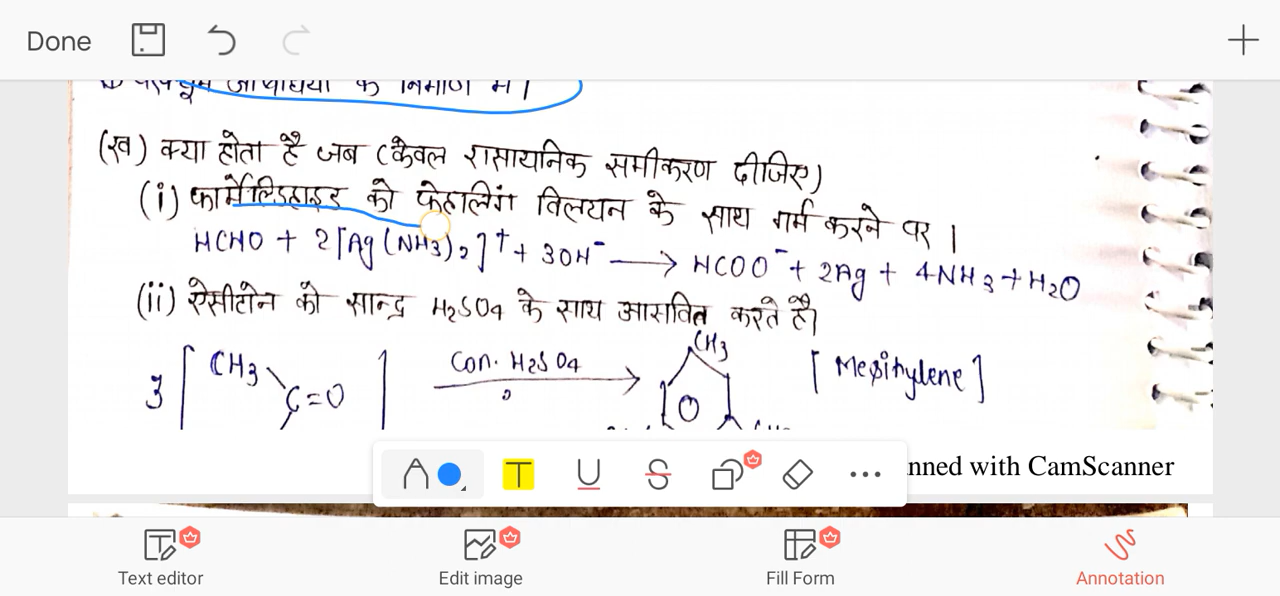 Done
के निर्माण में।
(ख) क्या होता है जब (केवल रासायनिक समीकरण दीजिए)
(i) फार्मेल्डिहाइड को फेहलिंग विलयन के साथ गर्म करने पर।
HCHO + 2[Ag(NH3)2]+ + 3OH- → HCOO- + 2Ag + 4NH3 + H2O
(ii) ऐसीटोन को सान्द्र H2SO4 के साथ आसवित करते है।
3[CH3 C=O] Con. H2SO4 → CH3 [Mesitylene]
nned with CamScanner
Text editor
Edit image
Fill Form
Annotation